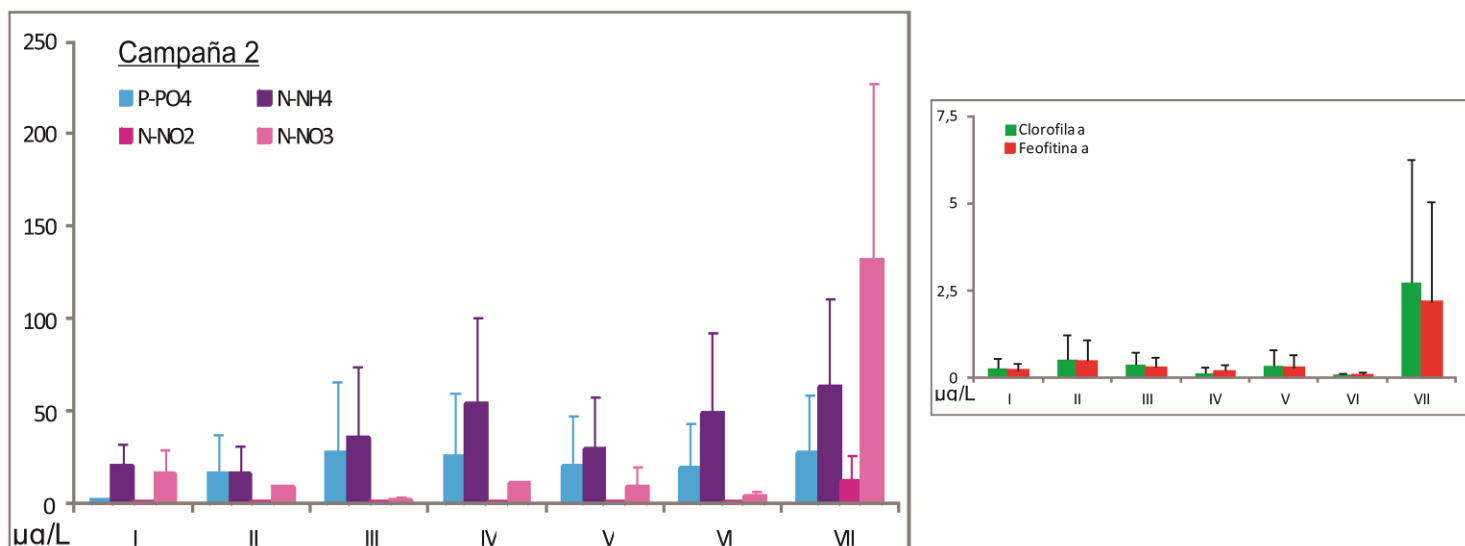 Campaña 2
P-PO4 N-NH4
N-NO2 N-NO3
250
200
150
100
50
0
µg/L I II III IV V VI VII
Clorofila a
Feofitina a
7,5
5
2,5
0
µg/L I II III IV V VI VII